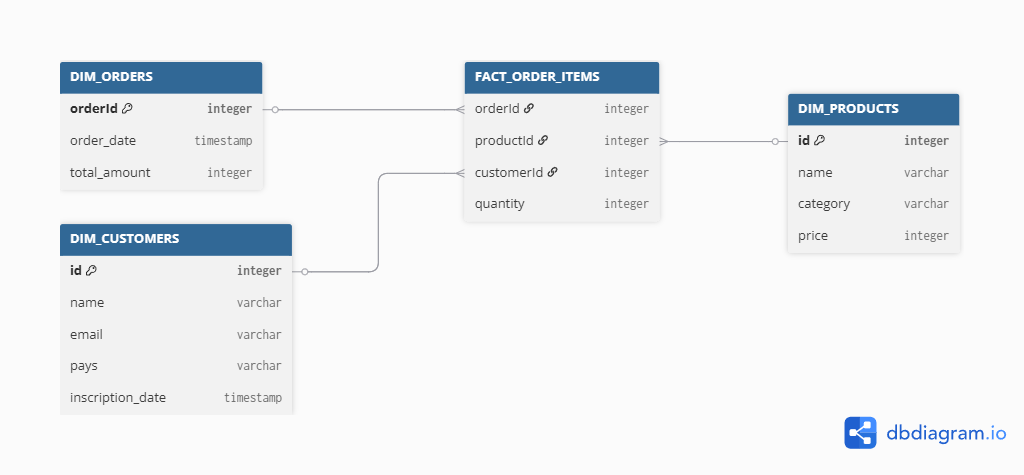 DIM_ORDERS
orderId integer
order_date timestamp
total_amount integer
DIM_CUSTOMERS
id integer
name varchar
email varchar
pays varchar
inscription_date timestamp
FACT_ORDER_ITEMS
orderId integer
productId integer
customerId integer
quantity integer
DIM_PRODUCTS
id integer
name varchar
category varchar
price integer
dbdiagram.io